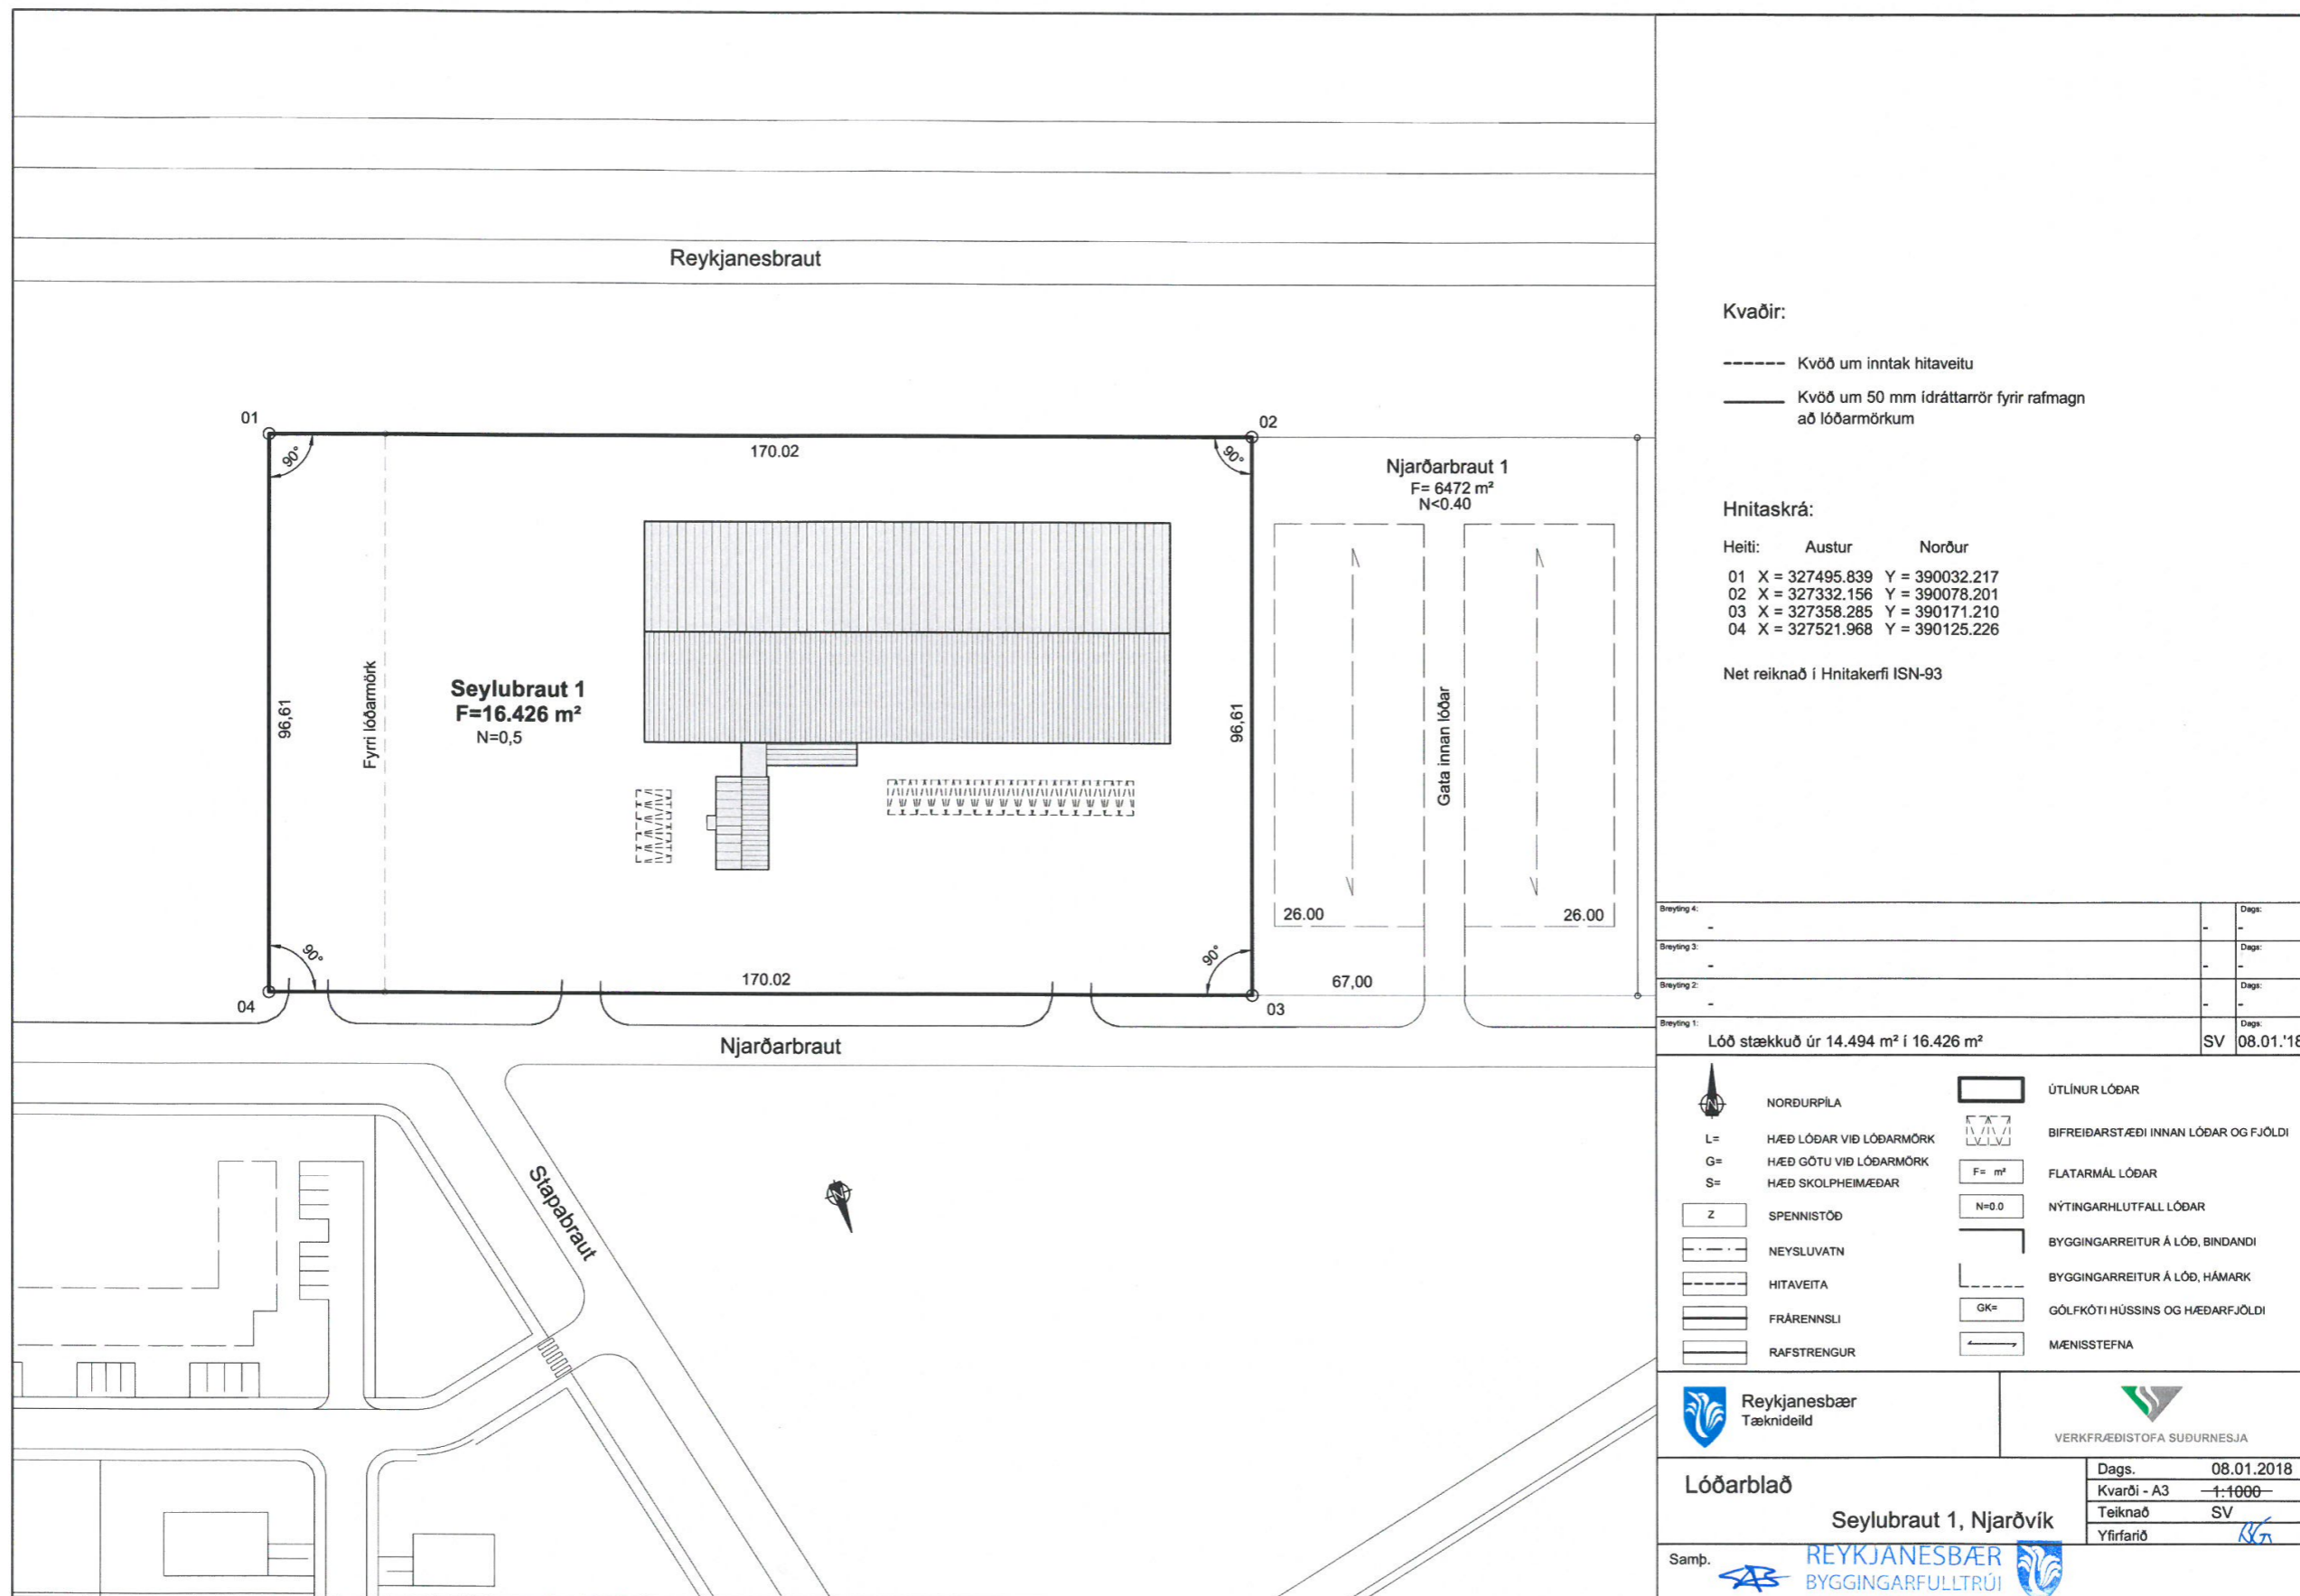 Reykjanesbraut
01
02
170.02
90°
90°
Njarðarbraut 1
F= 6472 m²
N<0.40
96,61
Fyrri lóðarmörk
Seylubraut 1
F=16.426 m²
N=0,5
96,61
Gata innan lóðar
26.00
26.00
90°
90°
170.02
67,00
04
03
Njarðarbraut
Stapabraut
N
Kvaðir:
Kvöð um inntak hitaveitu
Kvöð um 50 mm ídráttarrör fyrir rafmagn
að lóðarmörkum
Hnitaskrá:
Heiti: Austur Norður
01 X = 327495.839 Y = 390032.217
02 X = 327332.156 Y = 390078.201
03 X = 327358.285 Y = 390171.210
04 X = 327521.968 Y = 390125.226
Net reiknað í Hnitakerfi ISN-93
Breyting 4: Dags:
- - -
Breyting 3: Dags:
- - -
Breyting 2: Dags:
- - -
Breyting 1: Dags:
Lóð stækkuð úr 14.494 m² í 16.426 m² SV 08.01.'18
N NORÐURPÍLA
L= HÆÐ LÓÐAR VIÐ LÓÐARMÖRK
G= HÆÐ GÖTU VIÐ LÓÐARMÖRK
S= HÆÐ SKOLPHEIMÆÐAR
Z SPENNISTÖÐ
NEYSLUVATN
HITAVEITA
FRÁRENNSLI
RAFSTRENGUR
ÚTLÍNUR LÓÐAR
BIFREIÐARSTÆÐI INNAN LÓÐAR OG FJÖLDI
F= m² FLATARMÁL LÓÐAR
N=0.0 NÝTINGARHLUTFALL LÓÐAR
BYGGINGARREITUR Á LÓÐ, BINDANDI
BYGGINGARREITUR Á LÓÐ, HÁMARK
GK= GÓLFKÓTI HÚSSINS OG HÆÐARFJÖLDI
MÆNISSTEFNA
Reykjanesbær
Tæknideild
VERKFRÆÐISTOFA SUÐURNESJA
Lóðarblað
Seylubraut 1, Njarðvík
Dags. 08.01.2018
Kvarði - A3 1:1000
Teiknað SV
Yfirfarið
Samþ.
REYKJANESBÆR
BYGGINGARFULLTRÚI